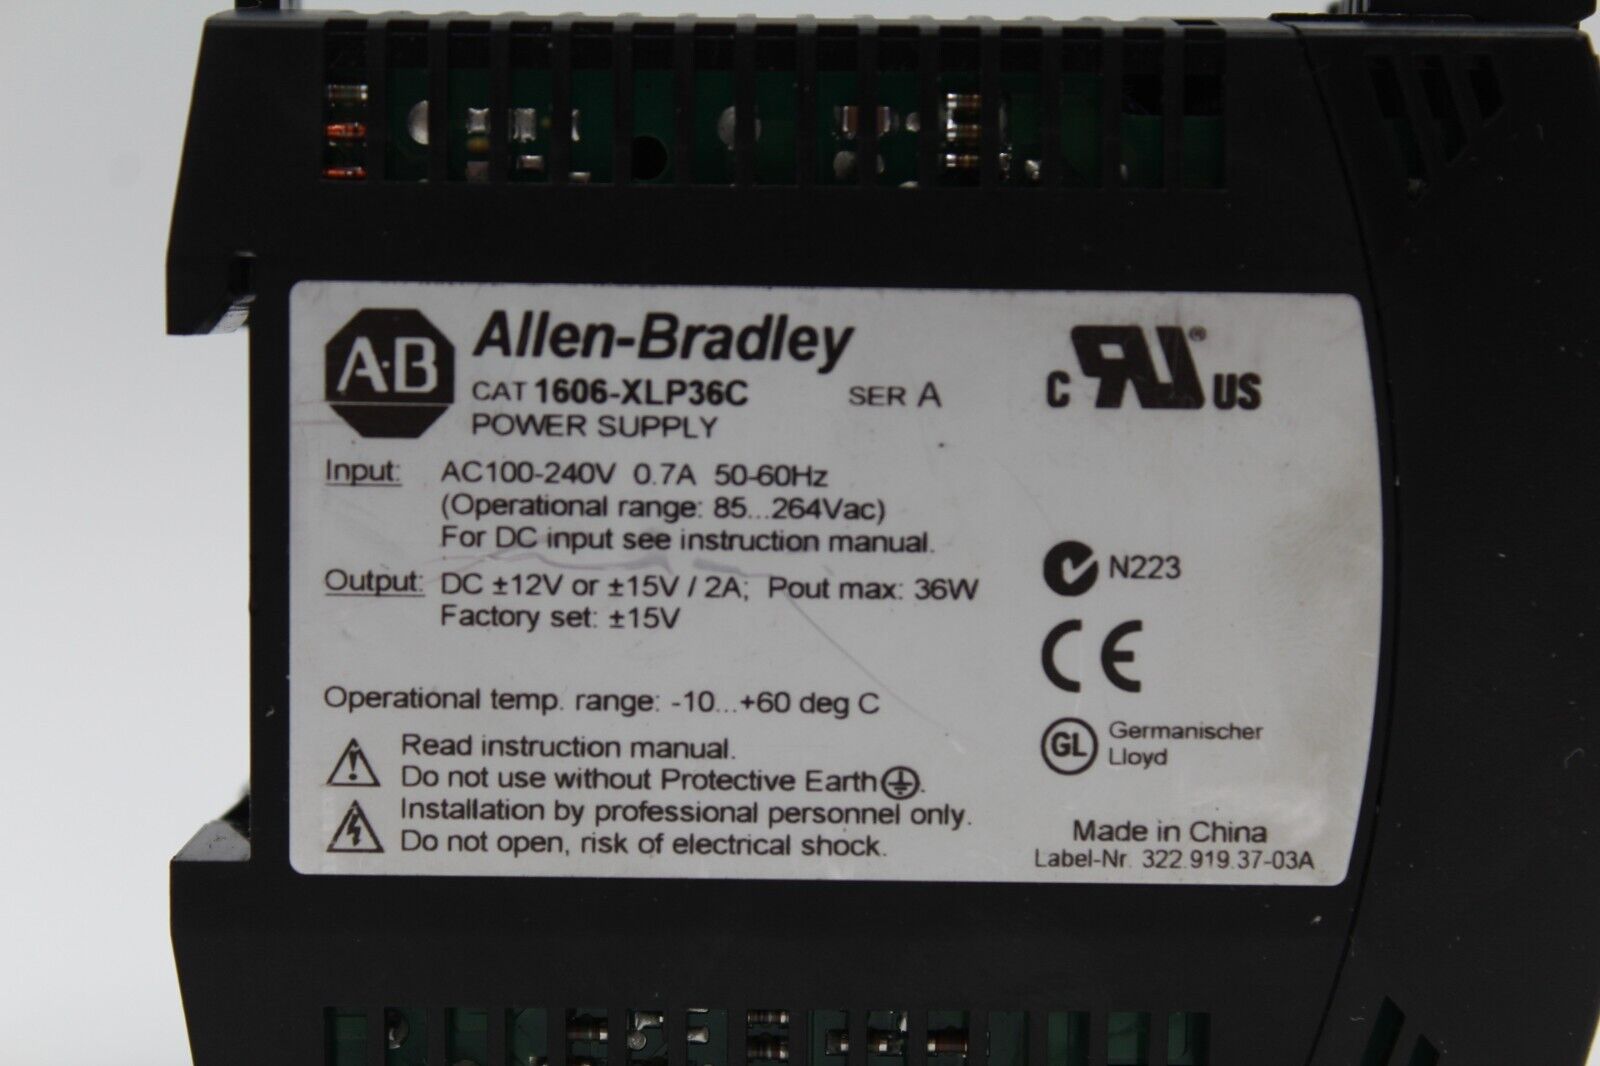 A·B
Allen-Bradley
CAT 1606-XLP36C SER A
POWER SUPPLY
C RU® US
Input: AC100-240V 0.7A 50-60Hz
(Operational range: 85...264Vac)
For DC input see instruction manual.
Output: DC ±12V or ±15V / 2A; Pout max: 36W
Factory set: ±15V
N223
CE
Operational temp. range: -10...+60 deg C
GL Germanischer
Lloyd
Read instruction manual.
Do not use without Protective Earth.
Installation by professional personnel only.
Do not open, risk of electrical shock.
Made in China
Label-Nr. 322.919.37-03A